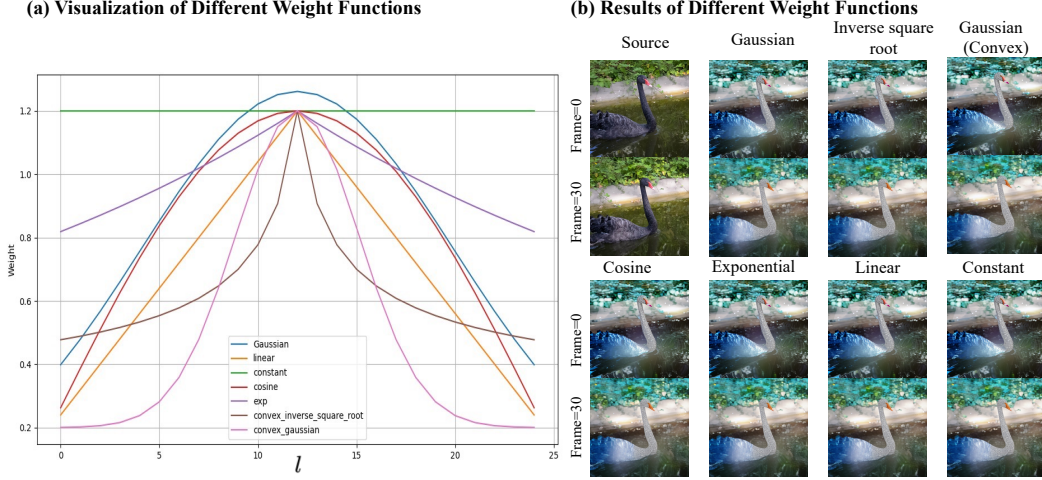 (a) Visualization of Different Weight Functions
1.2
1.0
0.8
0.6
0.4
0.2
Weight
0
5
10
15
20
25
l
Gaussian
linear
constant
cosine
exp
convex_inverse_square_root
convex_gaussian
(b) Results of Different Weight Functions
Source
Gaussian
Inverse square
root
Gaussian
(Convex)
Frame=0
Frame=30
Cosine
Exponential
Linear
Constant
Frame=0
Frame=30